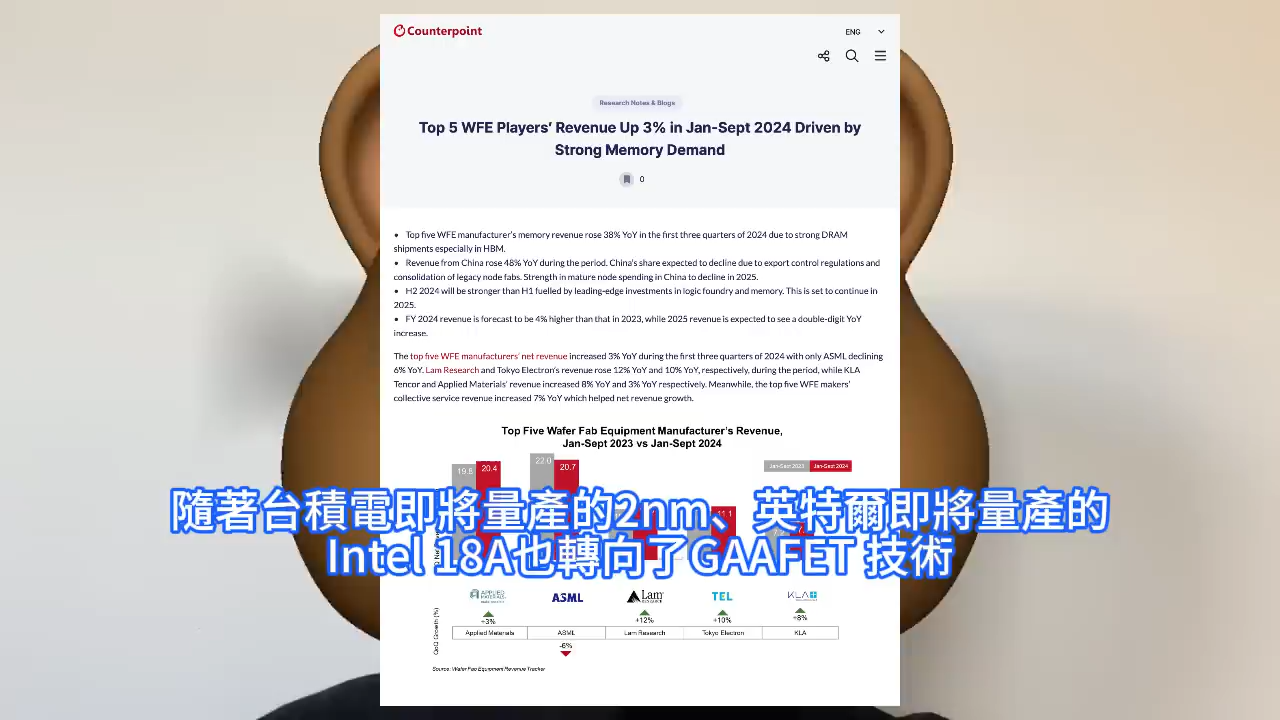 Counterpoint
ENG
Research Notes & Blogs
Top 5 WFE Players' Revenue Up 3% in Jan-Sept 2024 Driven by
Strong Memory Demand
0
• Top five WFE manufacturer's memory revenue rose 38% YoY in the first three quarters of 2024 due to strong DRAM
shipments especially in HBM.
• Revenue from China rose 48% YoY during the period. China's share expected to decline due to export control regulations and
consolidation of legacy node fabs. Strength in mature node spending in China to decline in 2025.
• H2 2024 will be stronger than H1 fuelled by leading-edge investments in logic foundry and memory. This is set to continue in
2025.
• FY 2024 revenue is forecast to be 4% higher than that in 2023, while 2025 revenue is expected to see a double-digit YoY
increase.
The top five WFE manufacturers' net revenue increased 3% YoY during the first three quarters of 2024 with only ASML declining
6% YoY. Lam Research and Tokyo Electron's revenue rose 12% YoY and 10% YoY, respectively, during the period, while KLA
Tencor and Applied Materials' revenue increased 8% YoY and 3% YoY respectively. Meanwhile, the top five WFE makers'
collective service revenue increased 7% YoY which helped net revenue growth.
Top Five Wafer Fab Equipment Manufacturer's Revenue,
Jan-Sept 2023 vs Jan-Sept 2024
19.8 20.4 22.0 20.7
Jan-Sept 2023 Jan-Sept 2024
隨著台積電即將量產的2nm、英特爾即將量產的
Intel 18A也轉向了GAAFET 技術
APPLIED MATERIALS ASML Lam RESEARCH TEL KLA
+3% +12% +10% +8%
QoQ Growth (%)
Applied Materials ASML Lam Research Tokyo Electron KLA
-6%
Source: Wafer Fab Equipment Revenue Tracker